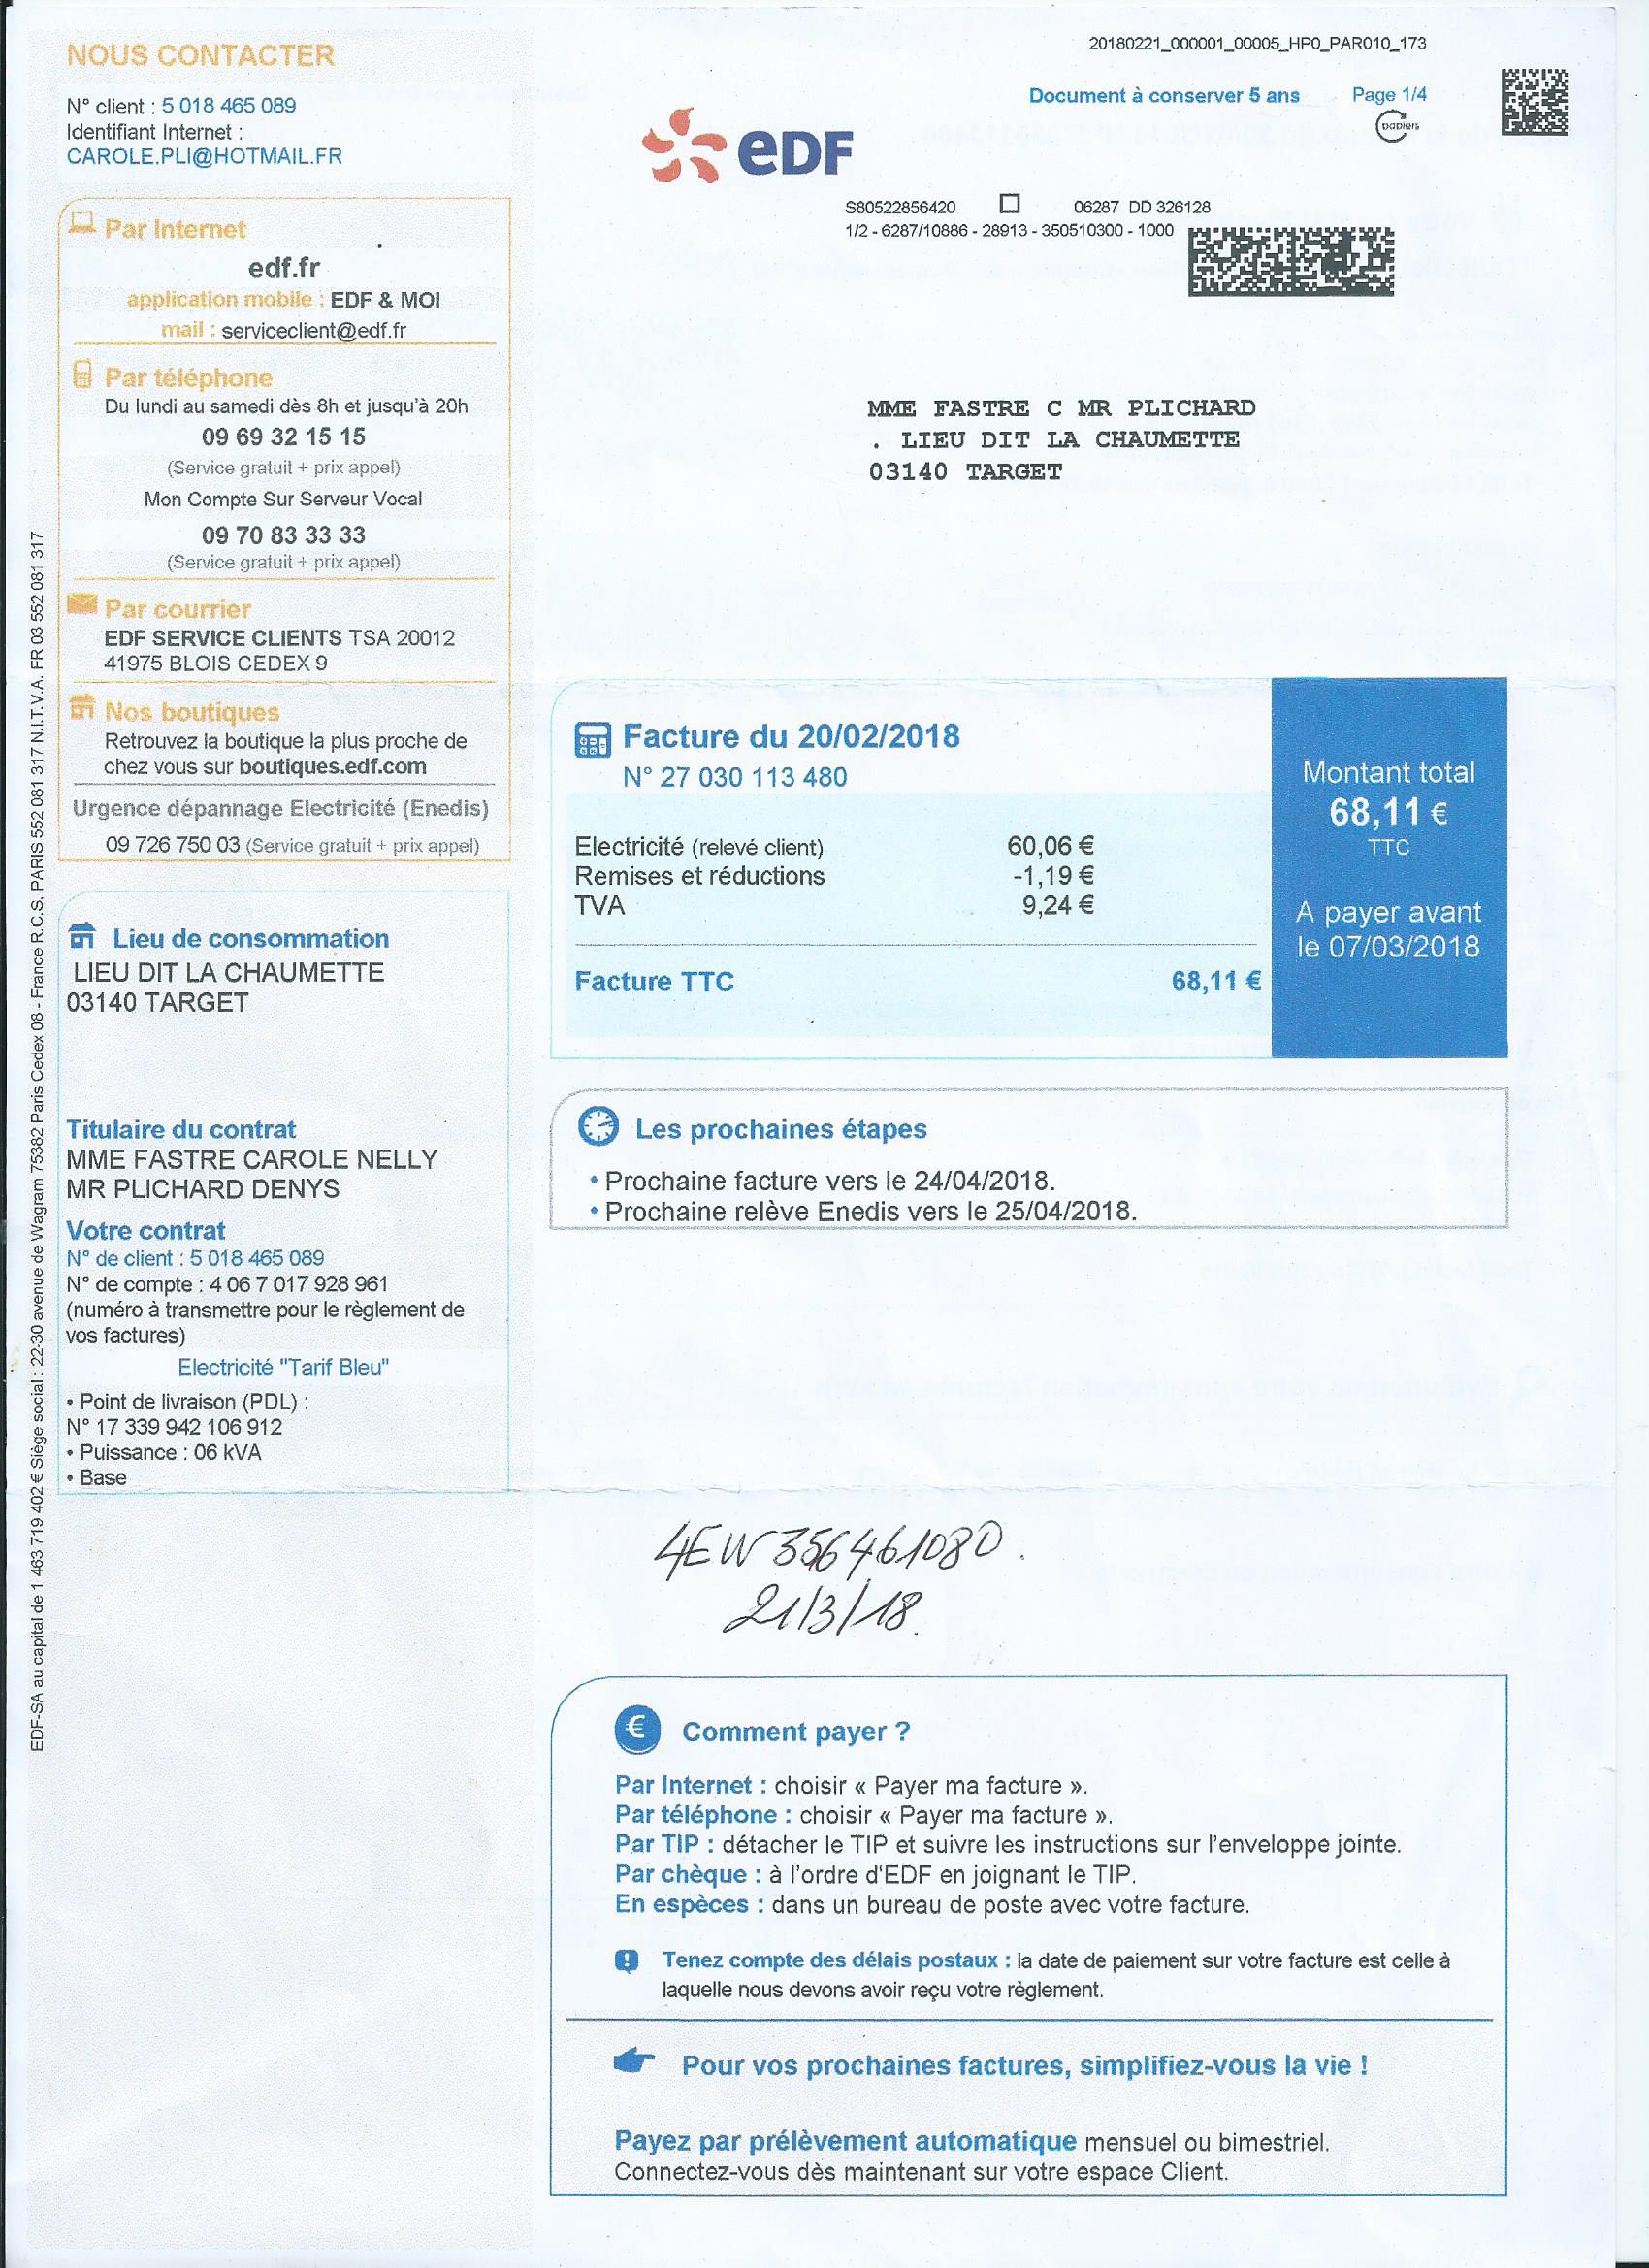 NOUS CONTACTER
N° client : 5 018 465 089
Identifiant Internet :
CAROLE.PLI@HOTMAIL.FR
Par Internet
edf.fr
application mobile : EDF & MOI
mail : serviceclient@edf.fr
Par téléphone
Du lundi au samedi dès 8h et jusqu'à 20h
09 69 32 15 15
(Service gratuit + prix appel)
Mon Compte Sur Serveur Vocal
09 70 83 33 33
(Service gratuit + prix appel)
Par courrier
EDF SERVICE CLIENTS TSA 20012
41975 BLOIS CEDEX 9
Nos boutiques
Retrouvez la boutique la plus proche de
chez vous sur boutiques.edf.com
Urgence dépannage Electricité (Enedis)
09 726 750 03 (Service gratuit + prix appel)
Lieu de consommation
LIEU DIT LA CHAUMETTE
03140 TARGET
Titulaire du contrat
MME FASTRE CAROLE NELLY
MR PLICHARD DENYS
Votre contrat
N° de client : 5 018 465 089
N° de compte : 4 06 7 017 928 961
(numéro à transmettre pour le règlement de
vos factures)
Electricité "Tarif Bleu"
• Point de livraison (PDL) :
N° 17 339 942 106 912
• Puissance : 06 kVA
• Base
EDF-SA au capital de 1 463 719 402 € Siège social : 22-30 avenue de Wagram 75382 Paris Cedex 08 - France R.C.S. PARIS 552 081 317 N.I.T.V.A. FR 03 552 081 317
20180221_000001_00005_HP0_PAR010_173
Document à conserver 5 ans Page 1/4
papiers
eDF
S80522856420 06287 DD 326128
1/2 - 6287/10886 - 28913 - 350510300 - 1000
MME FASTRE C MR PLICHARD
. LIEU DIT LA CHAUMETTE
03140 TARGET
Facture du 20/02/2018
N° 27 030 113 480
Electricité (relevé client) 60,06 €
Remises et réductions -1,19 €
TVA 9,24 €
Facture TTC 68,11 €
Montant total
68,11 €
TTC
A payer avant
le 07/03/2018
Les prochaines étapes
• Prochaine facture vers le 24/04/2018.
• Prochaine relève Enedis vers le 25/04/2018.
4EW356461080.
21/3/18.
Comment payer ?
Par Internet : choisir « Payer ma facture ».
Par téléphone : choisir « Payer ma facture ».
Par TIP : détacher le TIP et suivre les instructions sur l'enveloppe jointe.
Par chèque : à l'ordre d'EDF en joignant le TIP.
En espèces : dans un bureau de poste avec votre facture.
Tenez compte des délais postaux : la date de paiement sur votre facture est celle à
laquelle nous devons avoir reçu votre règlement.
Pour vos prochaines factures, simplifiez-vous la vie !
Payez par prélèvement automatique mensuel ou bimestriel.
Connectez-vous dès maintenant sur votre espace Client.